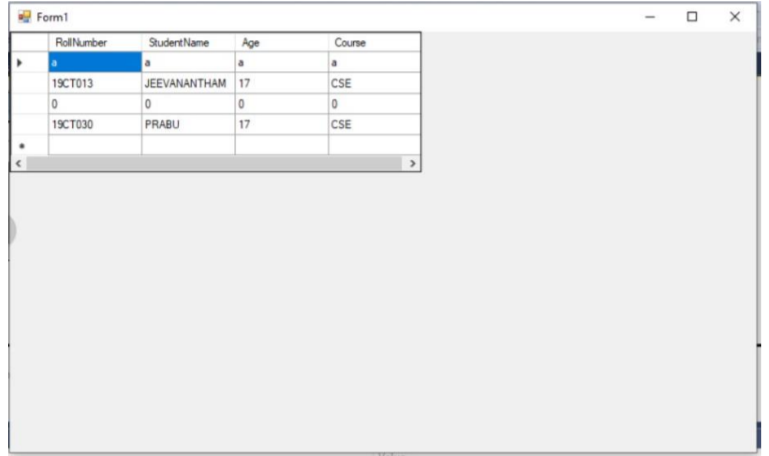 Form1
RollNumber StudentName Age Course
a a a a
19CT013 JEEVANANTHAM 17 CSE
0 0 0 0
19CT030 PRABU 17 CSE